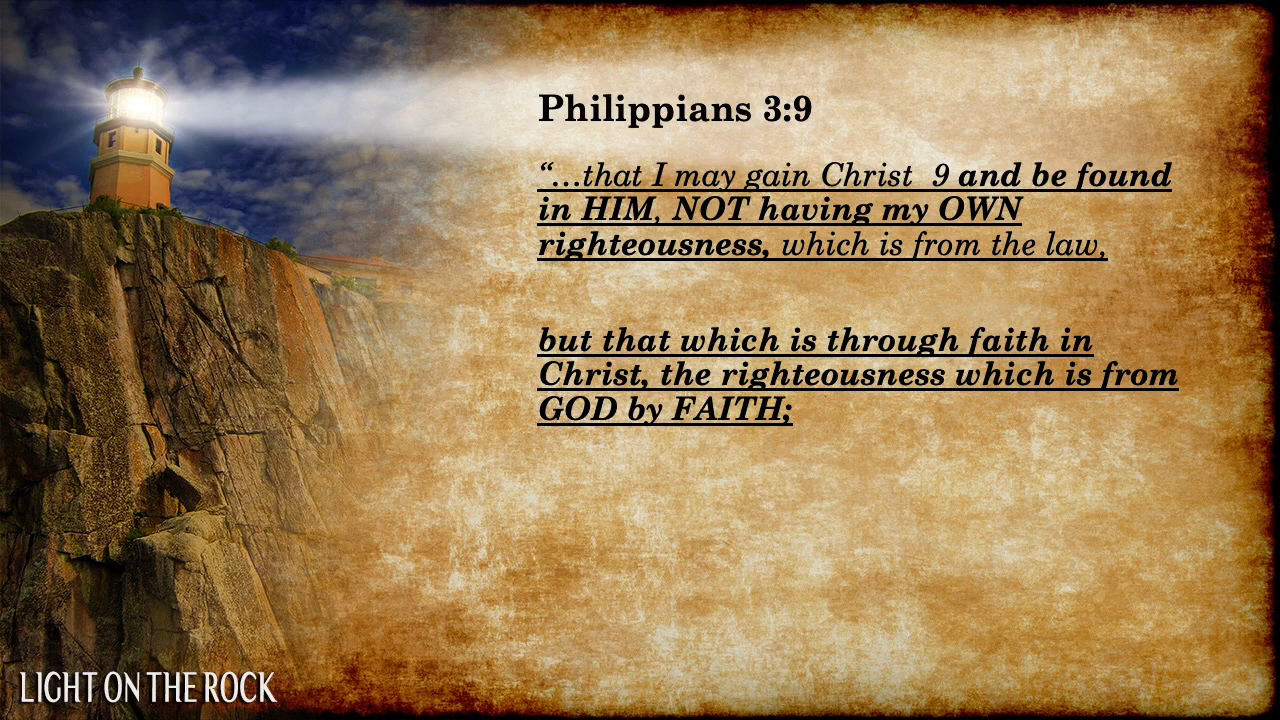 Philippians 3:9
“…that I may gain Christ  9 and be found
in HIM, NOT having my OWN
righteousness, which is from the law,
but that which is through faith in
Christ, the righteousness which is from
GOD by FAITH;
LIGHT ON THE ROCK